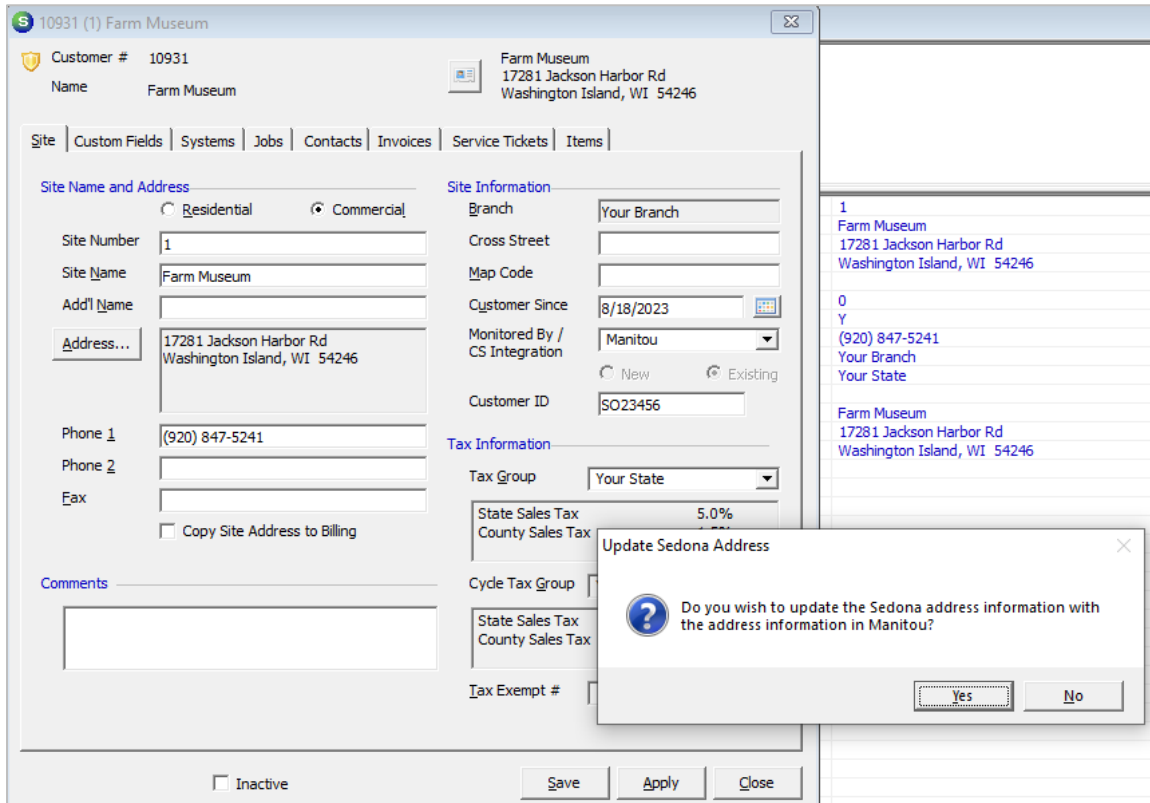 S 10931 (1) Farm Museum
Customer # 10931
Name Farm Museum
Farm Museum
17281 Jackson Harbor Rd
Washington Island, WI 54246
Site Custom Fields Systems Jobs Contacts Invoices Service Tickets Items
Site Name and Address
Residential Commercial
Site Number 1
Site Name Farm Museum
Add'l Name
Address... 17281 Jackson Harbor Rd
Washington Island, WI 54246
Phone 1 (920) 847-5241
Phone 2
Fax
Copy Site Address to Billing
Comments
Site Information
Branch Your Branch
Cross Street
Map Code
Customer Since 8/18/2023
Monitored By / Manitou
CS Integration
New Existing
Customer ID SO23456
Tax Information
Tax Group Your State
State Sales Tax 5.0%
County Sales Tax
Cycle Tax Group
State Sales Tax
County Sales Tax
Tax Exempt #
Inactive Save Apply Close
1
Farm Museum
17281 Jackson Harbor Rd
Washington Island, WI 54246
0
Y
(920) 847-5241
Your Branch
Your State
Farm Museum
17281 Jackson Harbor Rd
Washington Island, WI 54246
Update Sedona Address
Do you wish to update the Sedona address information with
the address information in Manitou?
Yes No